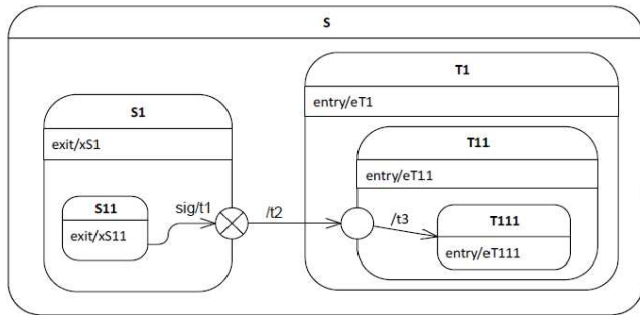 S
T1
entry/eT1
S1
exit/xS1
T11
entry/eT11
S11
exit/xS11
sig/t1
/t2
/t3
T111
entry/eT111